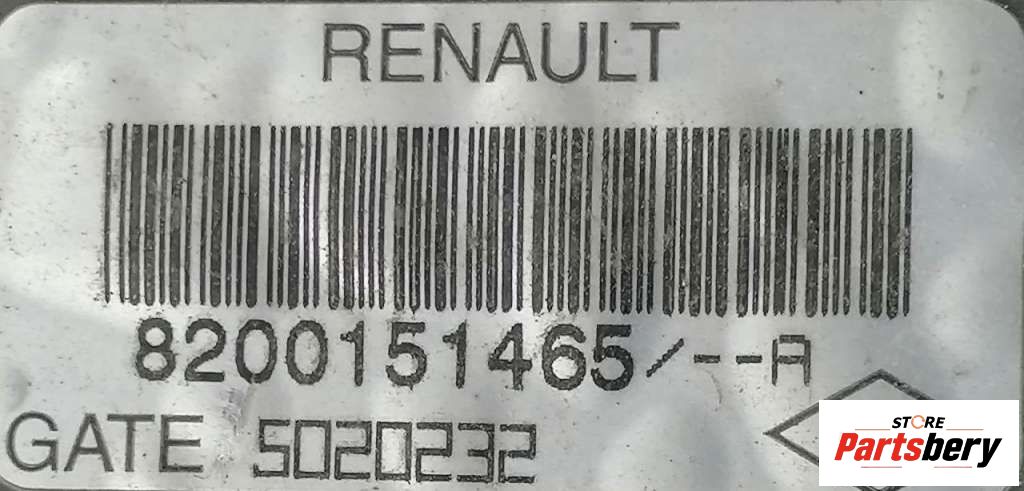 RENAULT
8200151465/--A
GATE 5020232
STORE
Partsbery